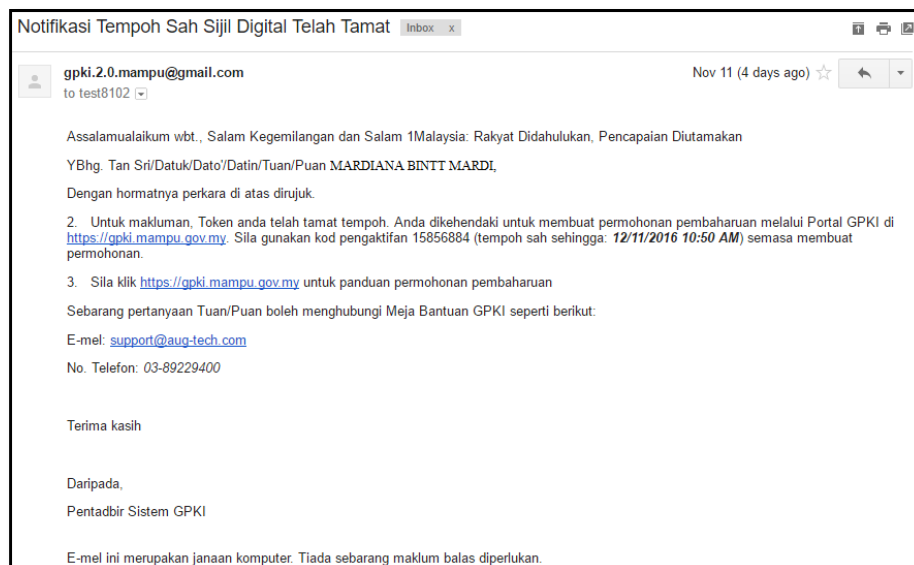 Notifikasi Tempoh Sah Sijil Digital Telah Tamat Inbox x
gpki.2.0.mampu@gmail.com Nov 11 (4 days ago)
to test8102
Assalamualaikum wbt., Salam Kegemilangan dan Salam 1Malaysia: Rakyat Didahulukan, Pencapaian Diutamakan
YBhg. Tan Sri/Datuk/Dato'/Datin/Tuan/Puan MARDIANA BINTT MARDI,
Dengan hormatnya perkara di atas dirujuk.
2. Untuk makluman, Token anda telah tamat tempoh. Anda dikehendaki untuk membuat permohonan pembaharuan melalui Portal GPKI di
https://gpki.mampu.gov.my. Sila gunakan kod pengaktifan 15856884 (tempoh sah sehingga: 12/11/2016 10:50 AM) semasa membuat
permohonan.
3. Sila klik https://gpki.mampu.gov.my untuk panduan permohonan pembaharuan
Sebarang pertanyaan Tuan/Puan boleh menghubungi Meja Bantuan GPKI seperti berikut:
E-mel: support@aug-tech.com
No. Telefon: 03-89229400
Terima kasih
Daripada,
Pentadbir Sistem GPKI
E-mel ini merupakan janaan komputer. Tiada sebarang maklum balas diperlukan.